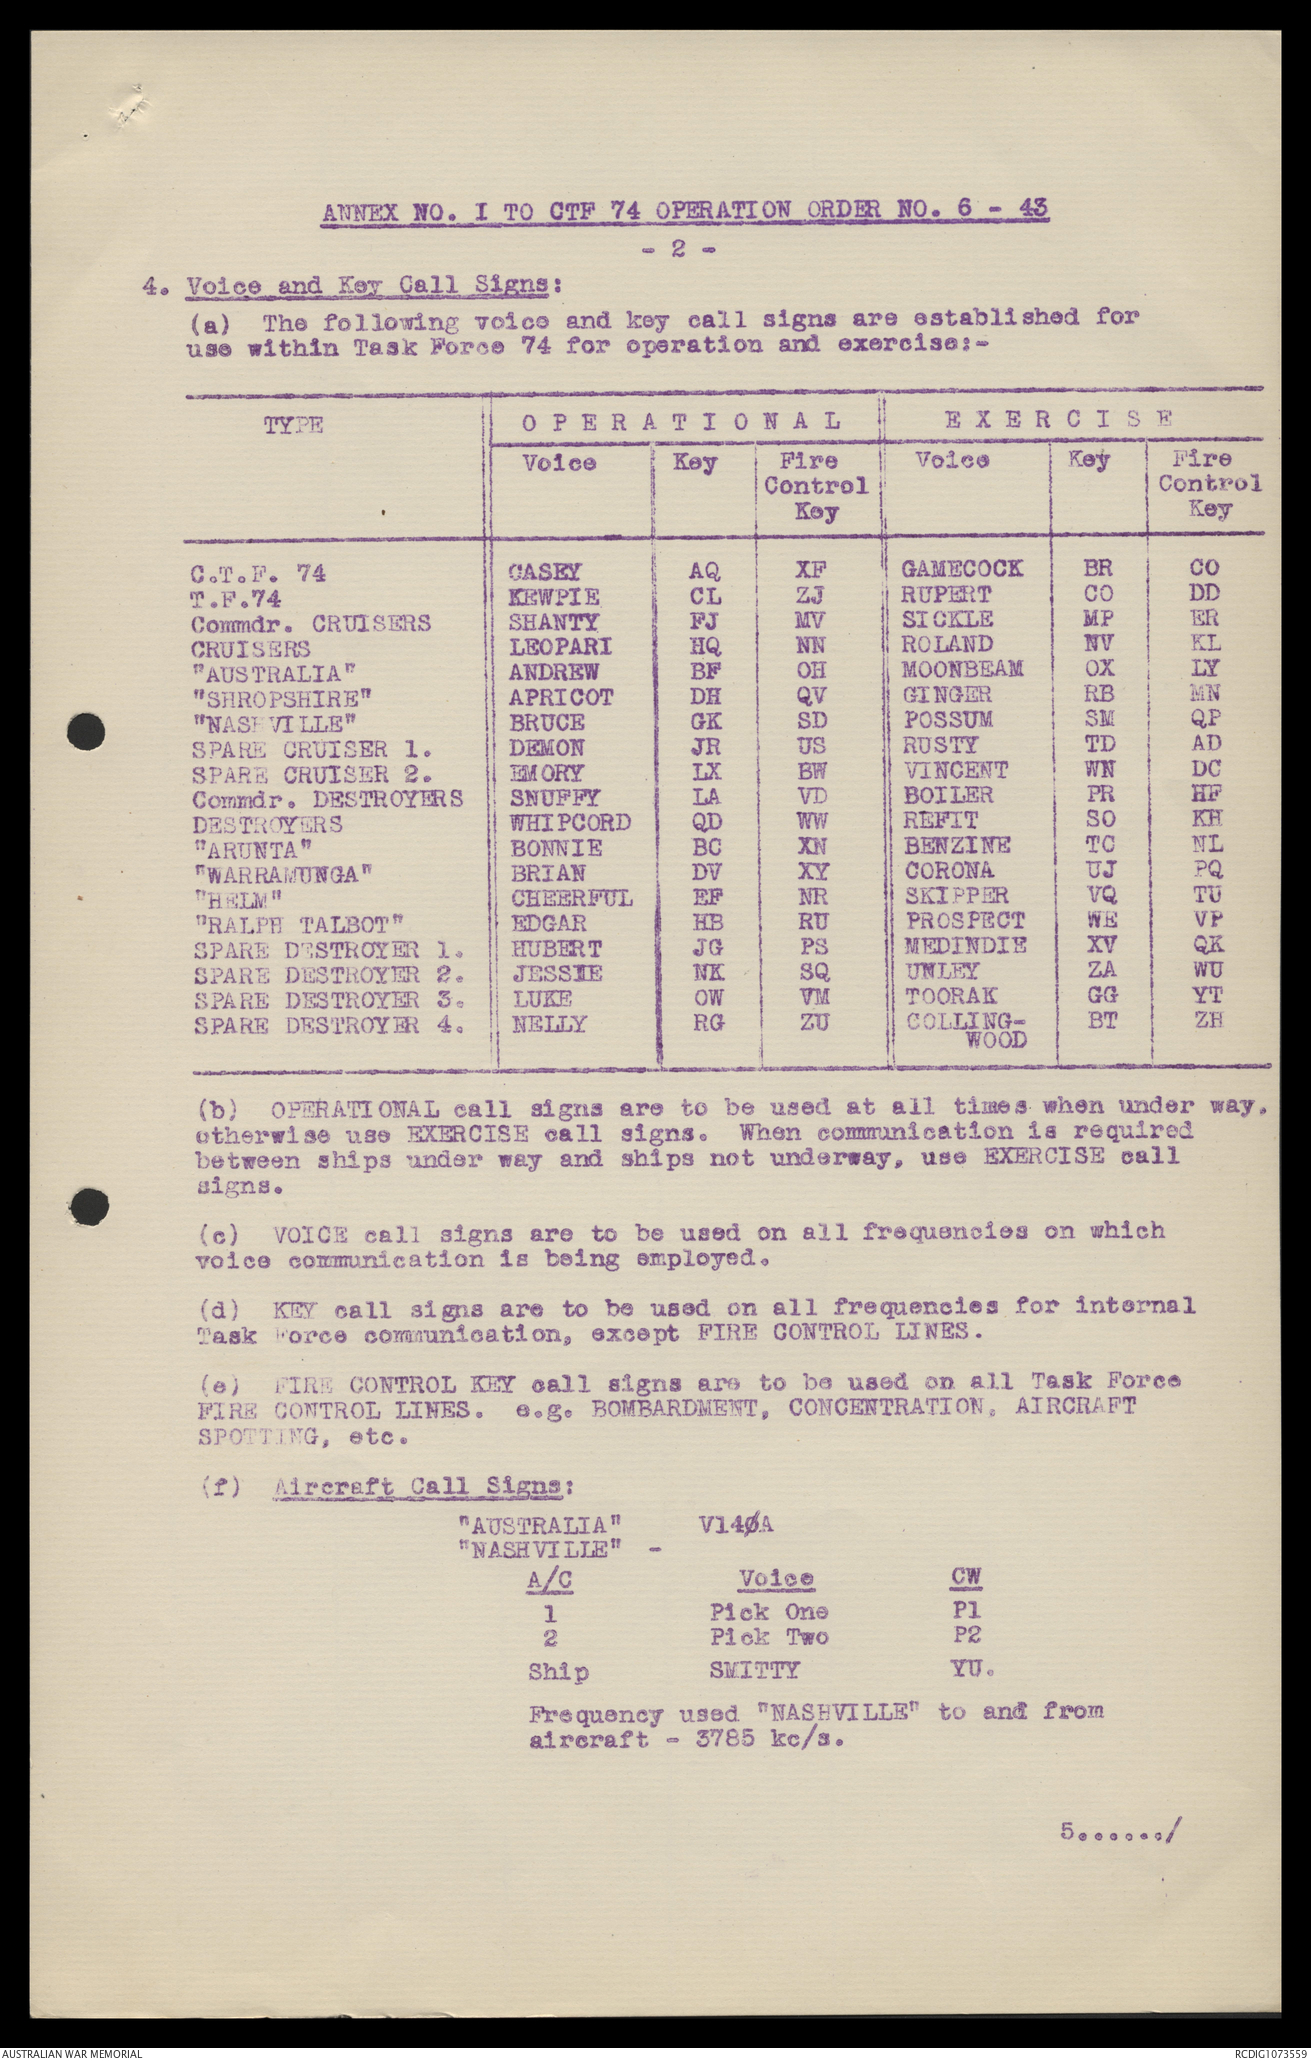 ANNEX NO. I TO CTF 74 OPERATION ORDER NO. 6 - 43
- 2 -
4. Voice and Key Call Signs:
(a) The following voice and key call signs are established for
use within Task Force 74 for operation and exercise:-
TYPE O P E R A T I O N A L E X E R C I S E
Voice Key Fire Control Key Voice Key Fire Control Key
C.T.F. 74 CASEY AQ XF GAMECOCK BR CO
T.F.74 KEWPIE CL ZJ RUPERT CO DD
Commdr. CRUISERS SHANTY FJ MV SICKLE MP ER
CRUISERS LEOPARI HQ NN ROLAND NV KL
"AUSTRALIA" ANDREW BF OH MOONBEAM OX LY
"SHROPSHIRE" APRICOT DH QV GINGER RB MN
"NASHVILLE" BRUCE GK SD POSSUM SM QP
SPARE CRUISER 1. DEMON JR US RUSTY TD AD
SPARE CRUISER 2. EMORY LX BW VINCENT WN DC
Commdr. DESTROYERS SNUFFY LA VD BOILER PR HF
DESTROYERS WHIPCORD QD WW REFIT SO KH
"ARUNTA" BONNIE BC XN BENZINE TC NL
"WARRAMUNGA" BRIAN DV XY CORONA UJ PQ
"HELM" CHEERFUL EF NR SKIPPER VQ TU
"RALPH TALBOT" EDGAR HB RU PROSPECT WE VP
SPARE DESTROYER 1. HUBERT JG PS MEDINDIE XV QK
SPARE DESTROYER 2. JESSIE NK SQ UNLEY ZA WU
SPARE DESTROYER 3. LUKE OW VM TOORAK GG YT
SPARE DESTROYER 4. NELLY RG ZU COLLING- BT ZH
WOOD
(b) OPERATIONAL call signs are to be used at all times when under way,
otherwise use EXERCISE call signs. When communication is required
between ships under way and ships not underway, use EXERCISE call
signs.
(c) VOICE call signs are to be used on all frequencies on which
voice communication is being employed.
(d) KEY call signs are to be used on all frequencies for internal
Task Force communication, except FIRE CONTROL LINES.
(e) FIRE CONTROL KEY call signs are to be used on all Task Force
FIRE CONTROL LINES. e.g. BOMBARDMENT, CONCENTRATION, AIRCRAFT
SPOTTING, etc.
(f) Aircraft Call Signs:
"AUSTRALIA" V14ØA
"NASHVILLE" -
A/C Voice CW
1 Pick One P1
2 Pick Two P2
Ship SMITTY YU.
Frequency used "NASHVILLE" to and from
aircraft - 3785 kc/s.
5....../
AUSTRALIAN WAR MEMORIAL RCDIG1073559